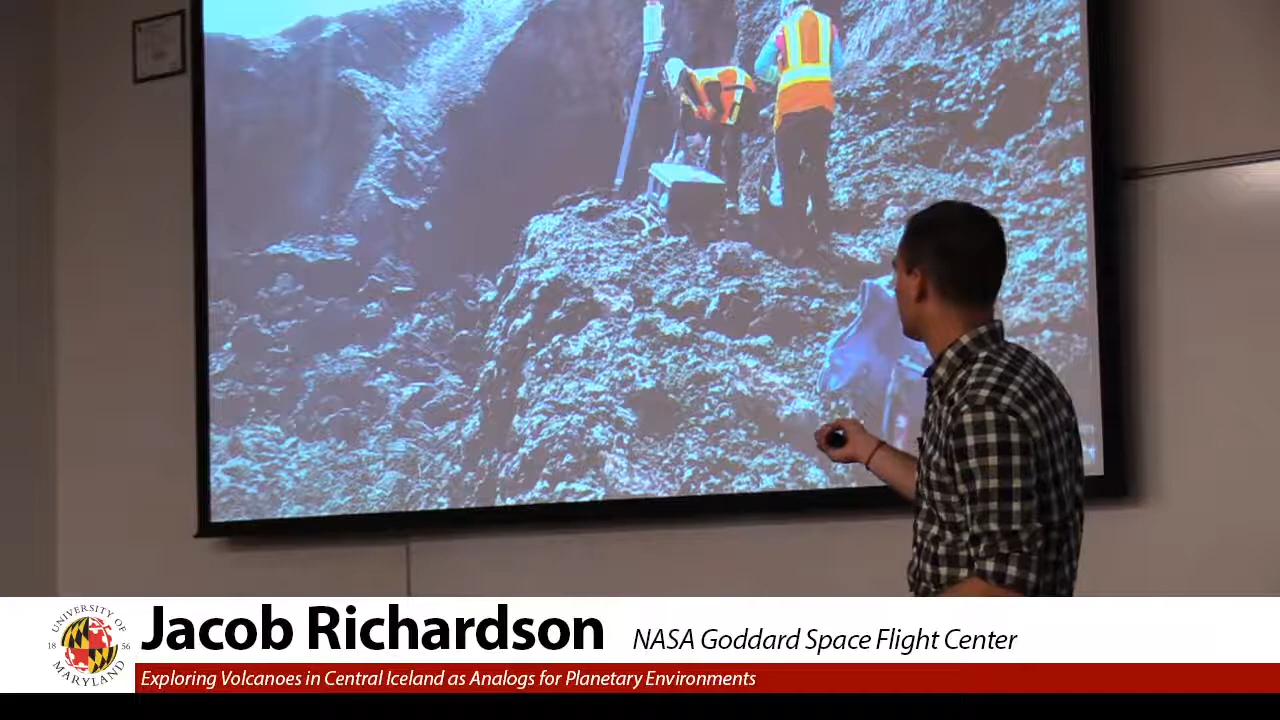 Jacob Richardson NASA Goddard Space Flight Center
UNIVERSITY OF
18 56
MARYLAND
Exploring Volcanoes in Central Iceland as Analogs for Planetary Environments